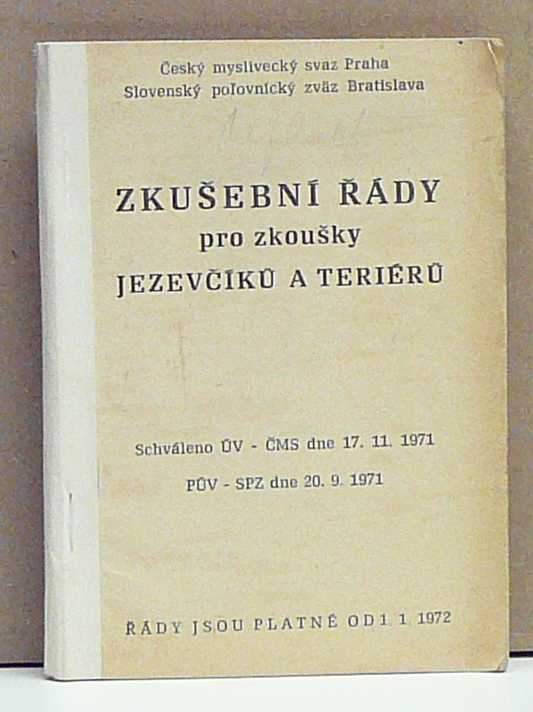 Český myslivecký svaz Praha
Slovenský poľovnícky zväz Bratislava
ZKUŠEBNÍ ŘÁDY
pro zkoušky
JEZEVČÍKŮ A TERIÉRŮ
Schváleno ÚV - ČMS dne 17. 11. 1971
PÚV - SPZ dne 20. 9. 1971
ŘÁDY JSOU PLATNÉ OD 1 1 1972